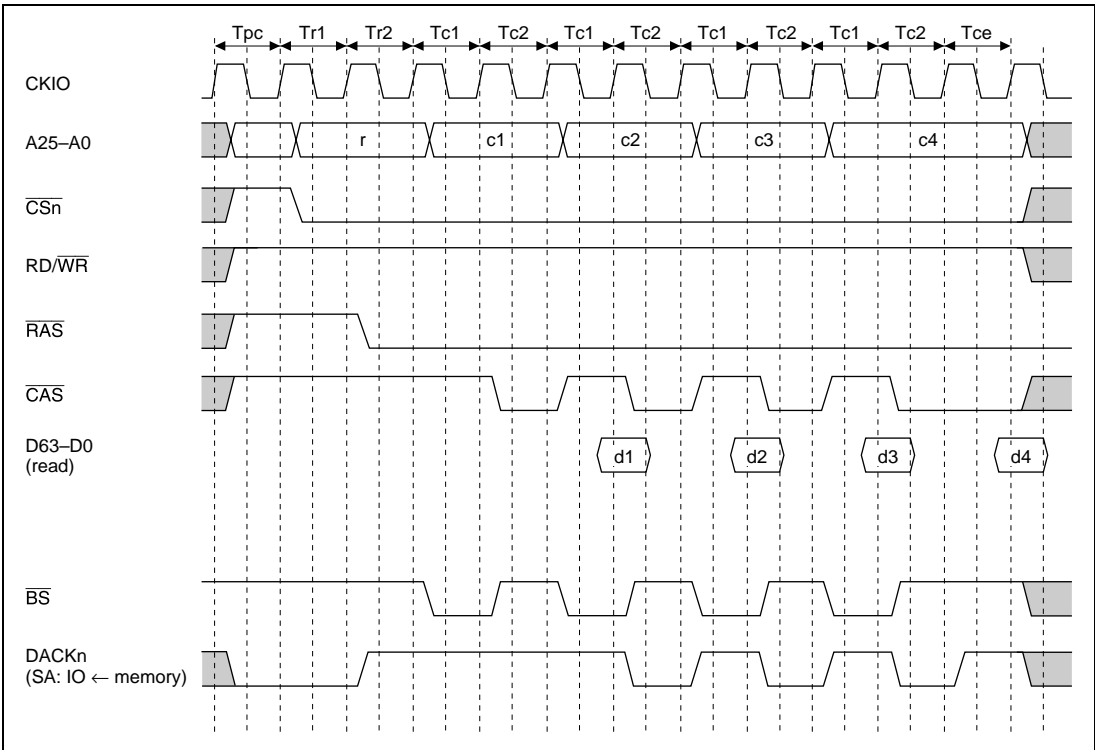 Tpc Tr1 Tr2 Tc1 Tc2 Tc1 Tc2 Tc1 Tc2 Tc1 Tc2 Tce
CKIO
A25–A0 r c1 c2 c3 c4
CSn
RD/WR
RAS
CAS
D63–D0
(read) d1 d2 d3 d4
BS
DACKn
(SA: IO ← memory)